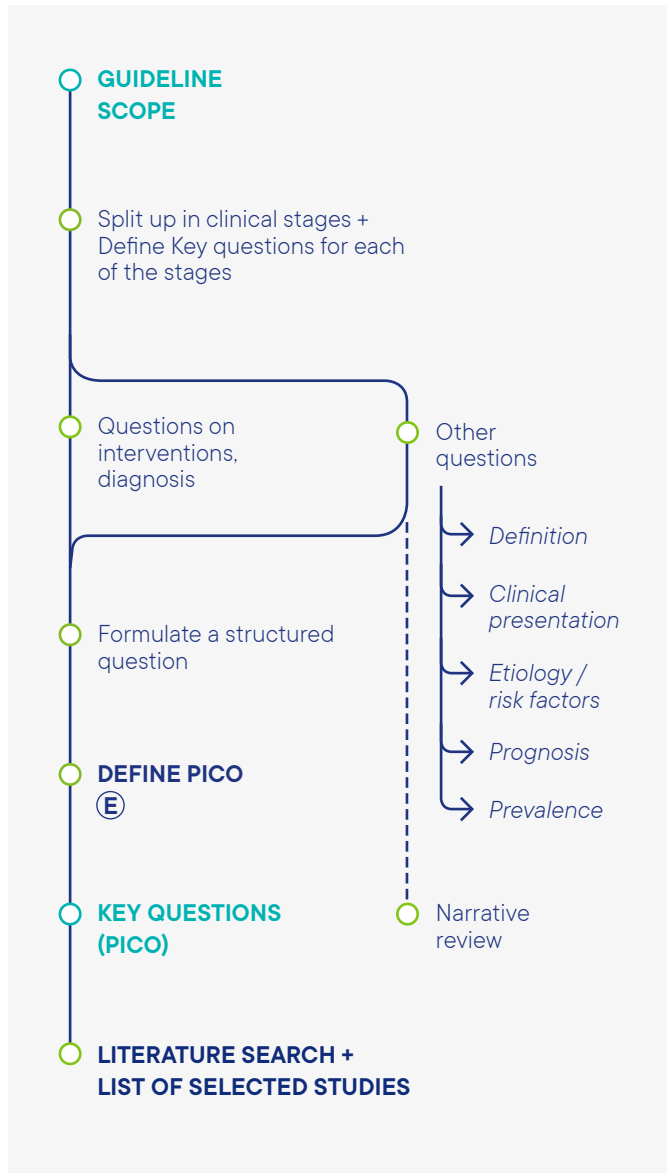 GUIDELINE
SCOPE
Split up in clinical stages +
Define Key questions for each
of the stages
Questions on
interventions,
diagnosis
Other
questions
Definition
Clinical
presentation
Etiology /
risk factors
Prognosis
Prevalence
Formulate a structured
question
DEFINE PICO
E
KEY QUESTIONS
(PICO)
Narrative
review
LITERATURE SEARCH +
LIST OF SELECTED STUDIES